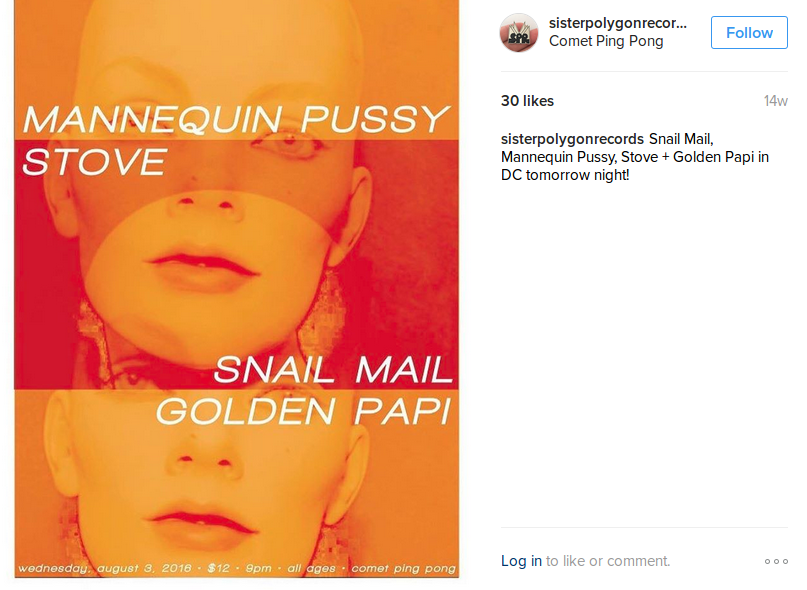 MANNEQUIN PUSSY
STOVE
SNAIL MAIL
GOLDEN PAPI
wednesday, august 3, 2016 · $12 · 9pm · all ages · comet ping pong
SPR
sisterpolygonrecor...
Comet Ping Pong
Follow
30 likes
14w
sisterpolygonrecords Snail Mail,
Mannequin Pussy, Stove + Golden Papi in
DC tomorrow night!
Log in to like or comment.